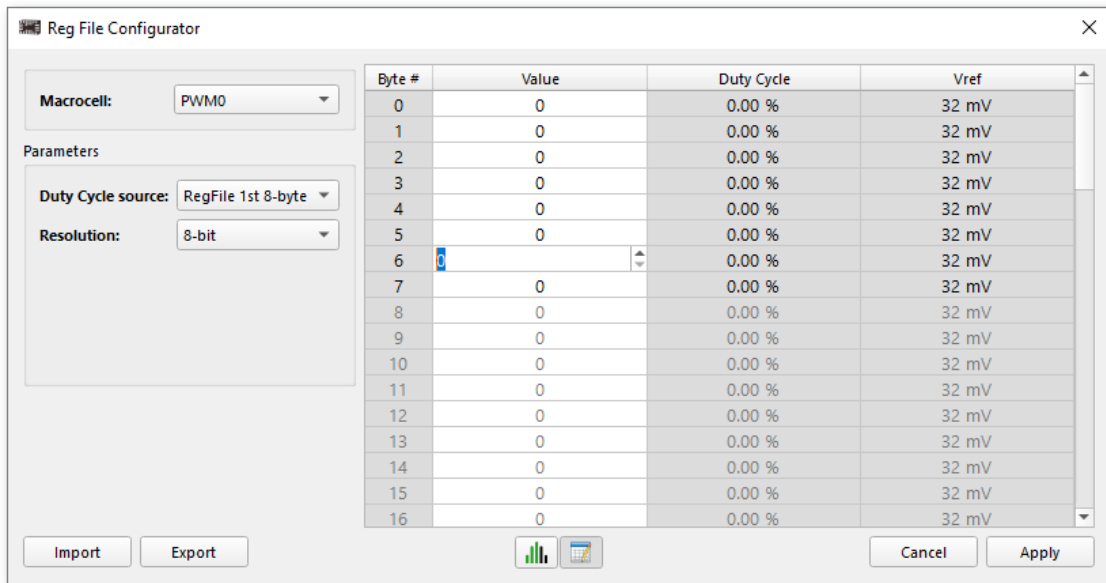 Reg File Configurator
Macrocell: PWM0
Parameters
Duty Cycle source: RegFile 1st 8-byte
Resolution: 8-bit
Byte # Value Duty Cycle Vref
0 0 0.00 % 32 mV
1 0 0.00 % 32 mV
2 0 0.00 % 32 mV
3 0 0.00 % 32 mV
4 0 0.00 % 32 mV
5 0 0.00 % 32 mV
6 0 0.00 % 32 mV
7 0 0.00 % 32 mV
8 0 0.00 % 32 mV
9 0 0.00 % 32 mV
10 0 0.00 % 32 mV
11 0 0.00 % 32 mV
12 0 0.00 % 32 mV
13 0 0.00 % 32 mV
14 0 0.00 % 32 mV
15 0 0.00 % 32 mV
16 0 0.00 % 32 mV
Import Export Cancel Apply